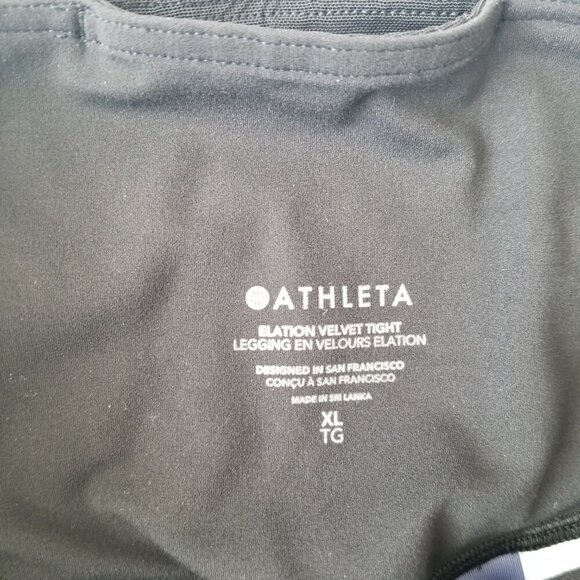 ATHLETA
ELATION VELVET TIGHT
LEGGING EN VELOURS ELATION
DESIGNED IN SAN FRANCISCO
CONÇU À SAN FRANCISCO
MADE IN SRI LANKA
XL
TG